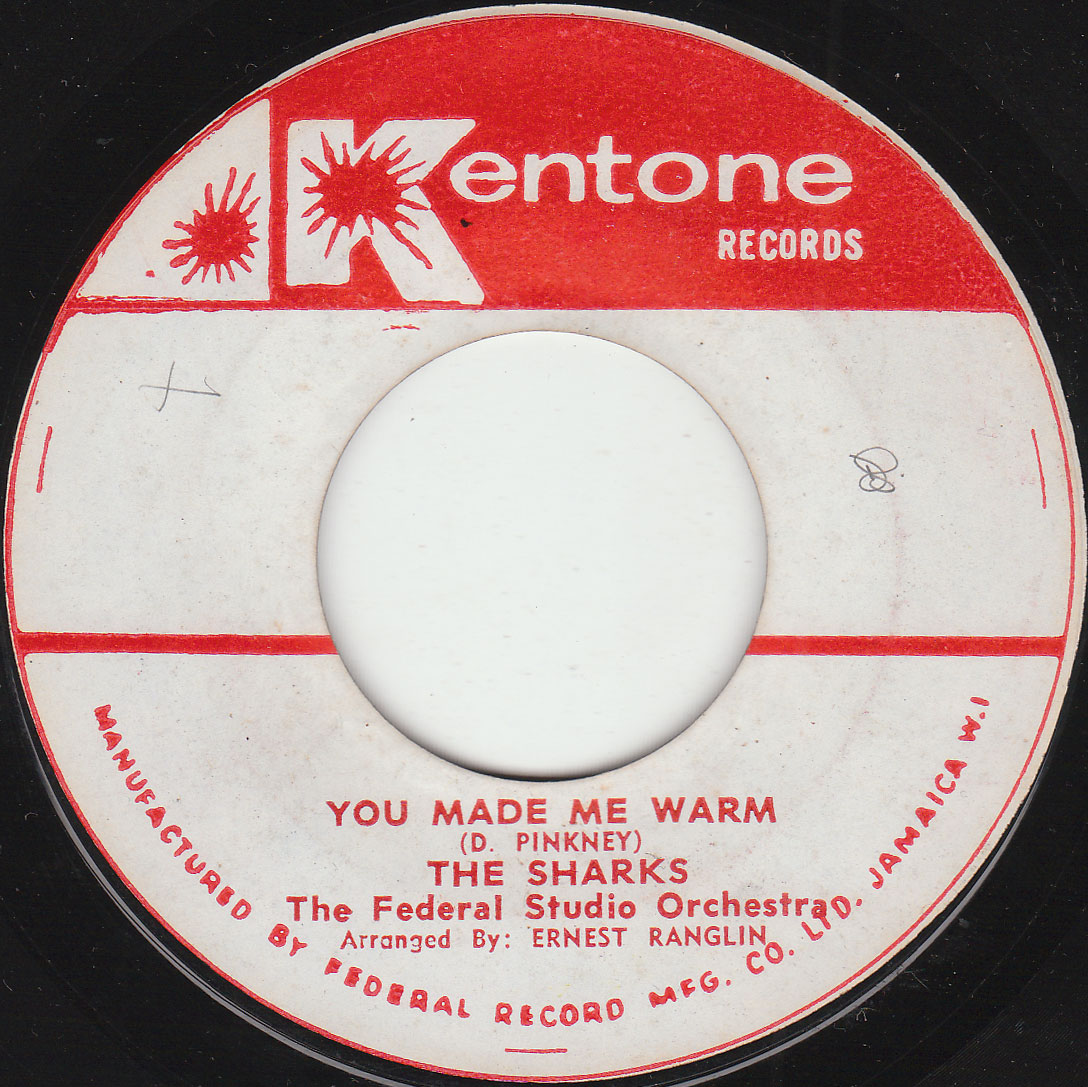 Kentone
RECORDS
YOU MADE ME WARM
(D. PINKNEY)
THE SHARKS
The Federal Studio Orchestra
Arranged By: ERNEST RANGLIN
MANUFACTURED BY FEDERAL RECORD MFG. CO. LTD. JAMAICA W.I